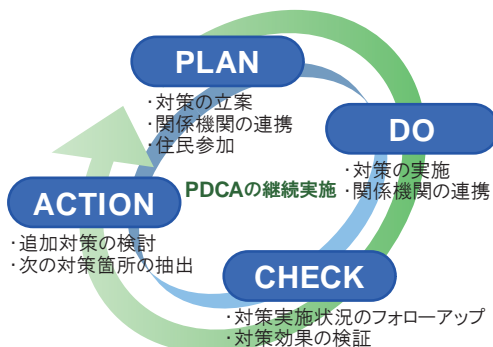 PLAN
・対策の立案
・関係機関の連携
・住民参加
DO
・対策の実施
・関係機関の連携
PDCAの継続実施
ACTION
・追加対策の検討
・次の対策箇所の抽出
CHECK
・対策実施状況のフォローアップ
・対策効果の検証